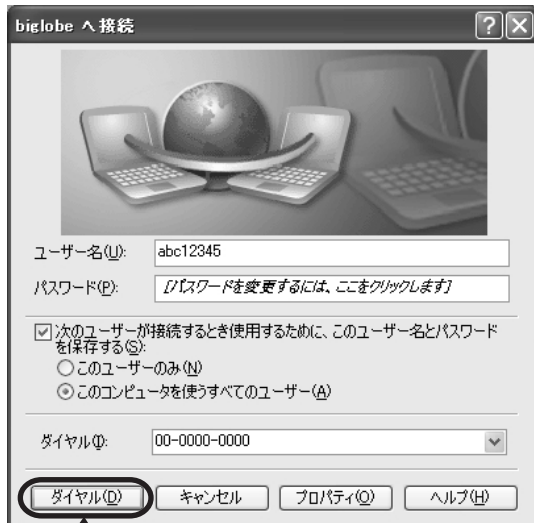 biglobe へ接続
ユーザー名(U):
abc12345
パスワード(P):
[パスワードを変更するには、ここをクリックします]
次のユーザーが接続するとき使用するために、このユーザー名とパスワード
を保存する(S):
このユーザーのみ(N)
このコンピュータを使うすべてのユーザー(A)
ダイヤル(I):
00-0000-0000
ダイヤル(D)
キャンセル
プロパティ(O)
ヘルプ(H)